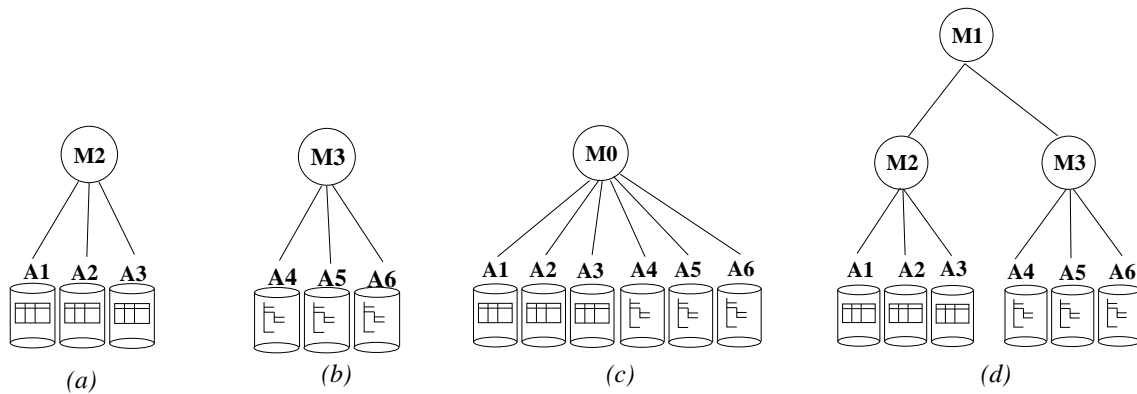 M1
M2
M3
M0
M2
M3
A1 A2 A3
A4 A5 A6
A1 A2 A3 A4 A5 A6
A1 A2 A3
A4 A5 A6
(a)
(b)
(c)
(d)